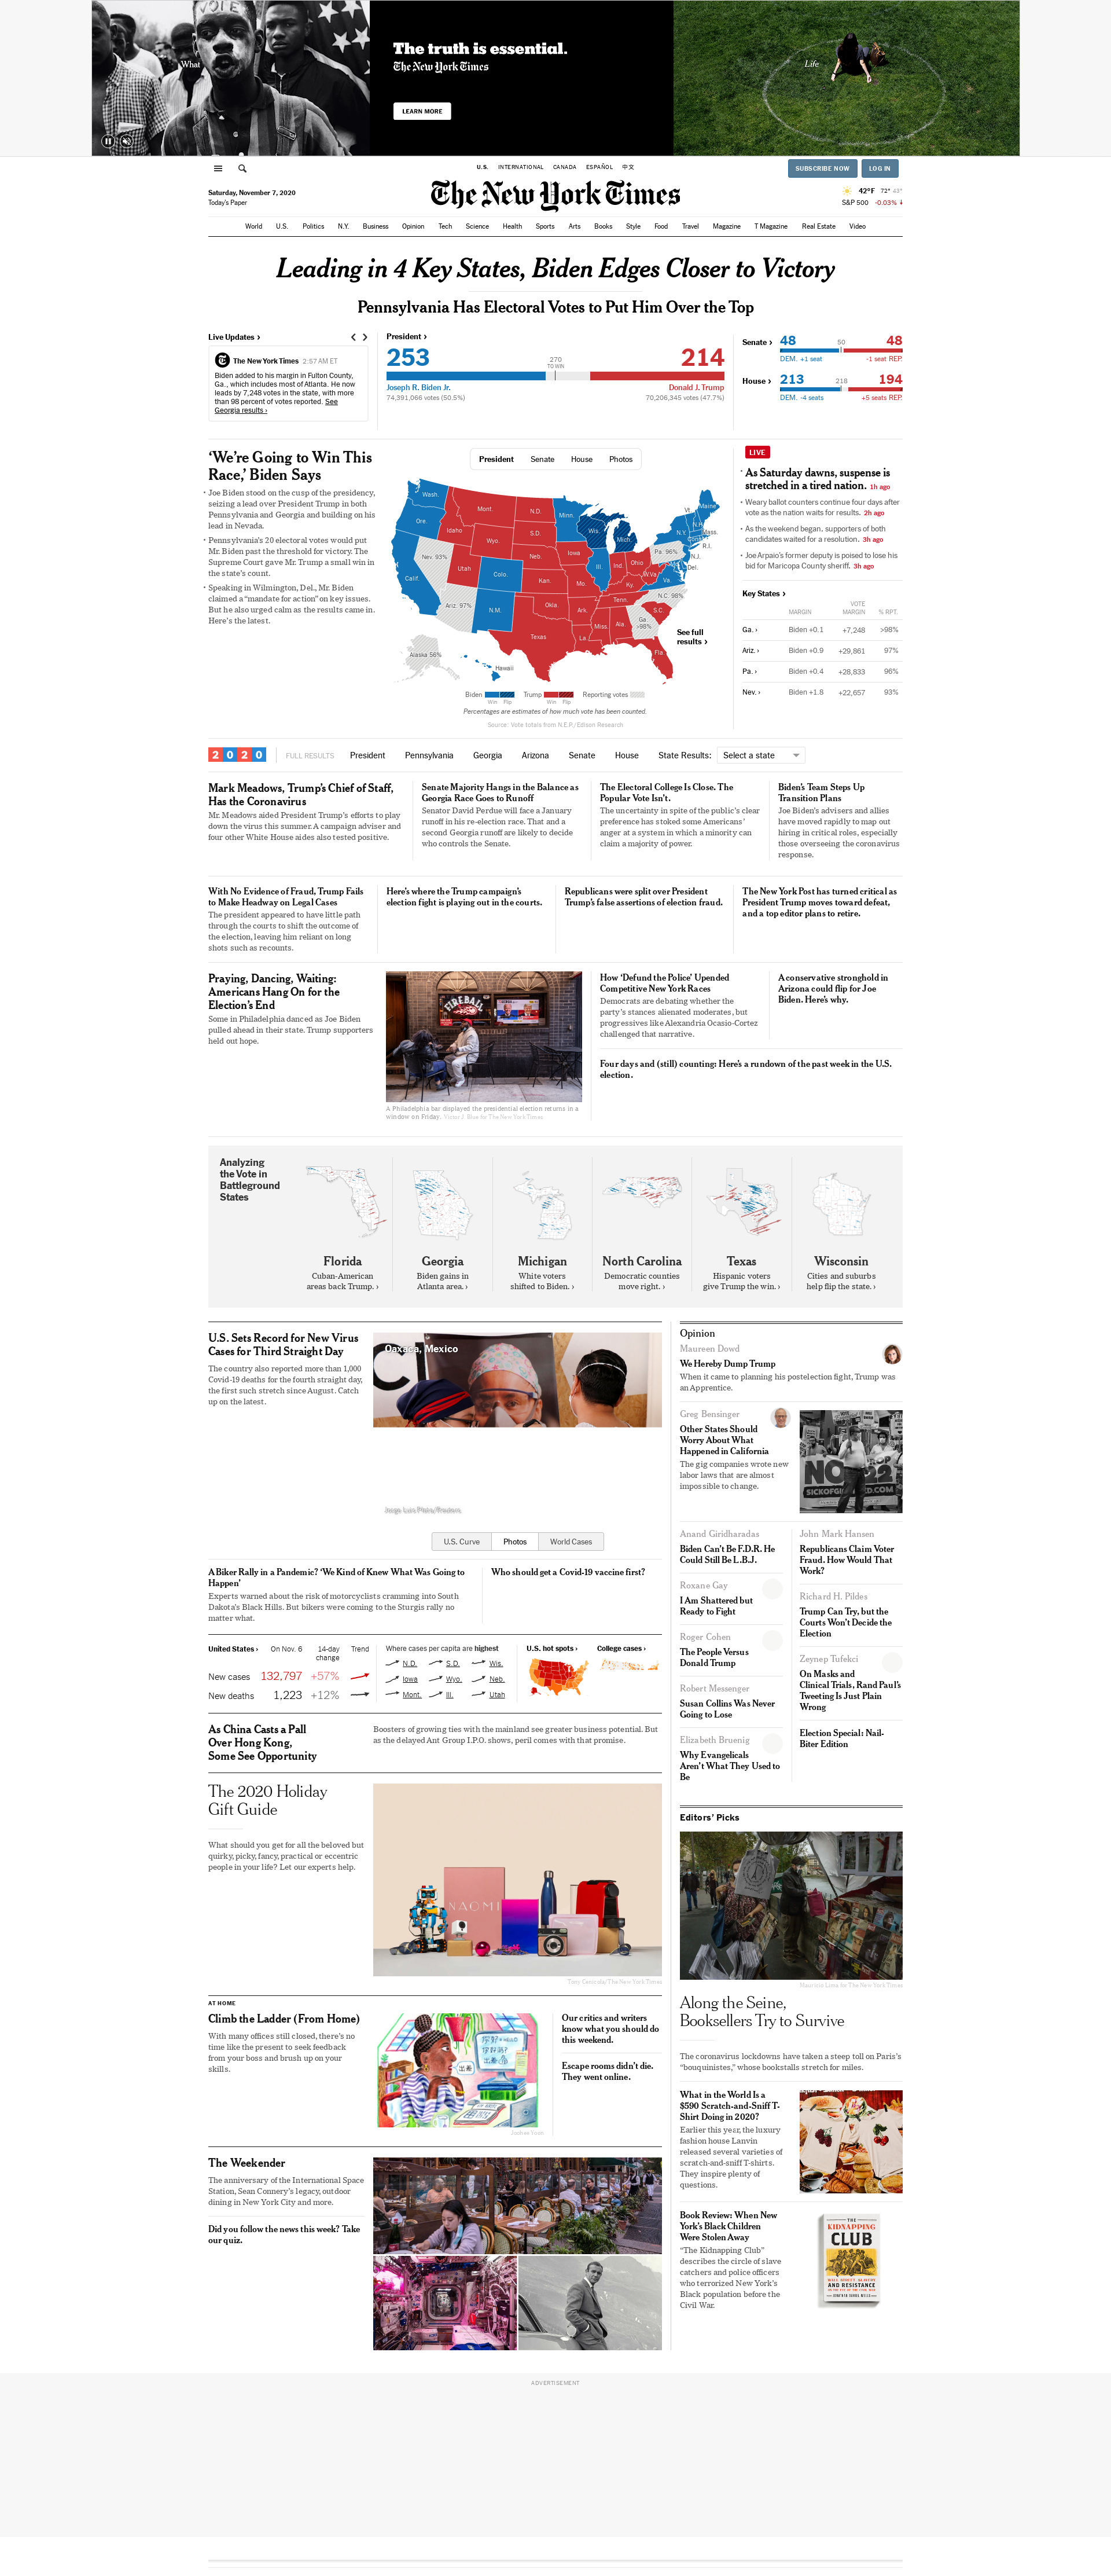 What
The truth is essential.
The New York Times
LEARN MORE
Life
U.S. INTERNATIONAL CANADA ESPAÑOL 中文
SUBSCRIBE NOW LOG IN
Saturday, November 7, 2020
Today's Paper
The New York Times
42°F 72° 43°
S&P 500 -0.03%
World U.S. Politics N.Y. Business Opinion Tech Science Health Sports Arts Books Style Food Travel Magazine T Magazine Real Estate Video
Leading in 4 Key States, Biden Edges Closer to Victory
Pennsylvania Has Electoral Votes to Put Him Over the Top
Live Updates ›
The New York Times 2:57 AM ET
Biden added to his margin in Fulton County,
Ga., which includes most of Atlanta. He now
leads by 7,248 votes in the state, with more
than 98 percent of votes reported. See
Georgia results ›
President ›
253
270
TO WIN
214
Joseph R. Biden Jr.
Donald J. Trump
74,391,066 votes (50.5%)
70,206,345 votes (47.7%)
Senate ›
48 50 48
DEM. +1 seat -1 seat REP.
House ›
213 218 194
DEM. -4 seats +5 seats REP.
‘We’re Going to Win This
Race,’ Biden Says
Joe Biden stood on the cusp of the presidency,
seizing a lead over President Trump in both
Pennsylvania and Georgia and building on his
lead in Nevada.
Pennsylvania’s 20 electoral votes would put
Mr. Biden past the threshold for victory. The
Supreme Court gave Mr. Trump a small win in
the state’s count.
Speaking in Wilmington, Del., Mr. Biden
claimed a “mandate for action” on key issues.
But he also urged calm as the results came in.
Here’s the latest.
President Senate House Photos
Wash.
Ore.
Calif.
Nev. 93%
Idaho
Mont.
Wyo.
Utah
Colo.
Ariz. 97%
N.M.
N.D.
S.D.
Neb.
Kan.
Okla.
Texas
Minn.
Iowa
Mo.
Ark.
La.
Wis.
Ill.
Mich.
Ind.
Ohio
Ky.
Tenn.
Miss.
Ala.
Ga.
>98%
Fla.
S.C.
N.C. 98%
Va.
W.Va.
Pa. 96%
N.Y.
Vt.
N.H.
Maine
Mass.
Conn.
R.I.
N.J.
Del.
Alaska 56%
Hawaii
See full
results ›
Biden Trump Reporting votes
Win Flip Win Flip
Percentages are estimates of how much vote has been counted.
Source: Vote totals from N.E.P./Edison Research
LIVE
As Saturday dawns, suspense is
stretched in a tired nation. 1h ago
Weary ballot counters continue four days after
vote as the nation waits for results. 2h ago
As the weekend began, supporters of both
candidates waited for a resolution. 3h ago
Joe Arpaio’s former deputy is poised to lose his
bid for Maricopa County sheriff. 3h ago
Key States ›
MARGIN VOTE MARGIN % RPT.
Ga. › Biden +0.1 +7,248 >98%
Ariz. › Biden +0.9 +29,861 97%
Pa. › Biden +0.4 +28,833 96%
Nev. › Biden +1.8 +22,657 93%
2020 FULL RESULTS President Pennsylvania Georgia Arizona Senate House State Results: Select a state
Mark Meadows, Trump’s Chief of Staff,
Has the Coronavirus
Mr. Meadows aided President Trump’s efforts to play
down the virus this summer. A campaign adviser and
four other White House aides also tested positive.
Senate Majority Hangs in the Balance as
Georgia Race Goes to Runoff
Senator David Perdue will face a January
runoff in his re-election race. That and a
second Georgia runoff are likely to decide
who controls the Senate.
The Electoral College Is Close. The
Popular Vote Isn’t.
The uncertainty in spite of the public’s clear
preference has stoked some Americans’
anger at a system in which a minority can
claim a majority of power.
Biden’s Team Steps Up
Transition Plans
Joe Biden’s advisers and allies
have moved rapidly to map out
hiring in critical roles, especially
those overseeing the coronavirus
response.
With No Evidence of Fraud, Trump Fails
to Make Headway on Legal Cases
The president appeared to have little path
through the courts to shift the outcome of
the election, leaving him reliant on long
shots such as recounts.
Here’s where the Trump campaign’s
election fight is playing out in the courts.
Republicans were split over President
Trump’s false assertions of election fraud.
The New York Post has turned critical as
President Trump moves toward defeat,
and a top editor plans to retire.
Praying, Dancing, Waiting:
Americans Hang On for the
Election’s End
Some in Philadelphia danced as Joe Biden
pulled ahead in their state. Trump supporters
held out hope.
FIREBALL
A Philadelphia bar displayed the presidential election returns in a
window on Friday. Victor J. Blue for The New York Times
How ‘Defund the Police’ Upended
Competitive New York Races
Democrats are debating whether the
party’s stances alienated moderates, but
progressives like Alexandria Ocasio-Cortez
challenged that narrative.
A conservative stronghold in
Arizona could flip for Joe
Biden. Here’s why.
Four days and (still) counting: Here’s a rundown of the past week in the U.S.
election.
Analyzing
the Vote in
Battleground
States
Florida
Cuban-American
areas back Trump. ›
Georgia
Biden gains in
Atlanta area. ›
Michigan
White voters
shifted to Biden. ›
North Carolina
Democratic counties
move right. ›
Texas
Hispanic voters
give Trump the win. ›
Wisconsin
Cities and suburbs
help flip the state. ›
U.S. Sets Record for New Virus
Cases for Third Straight Day
The country also reported more than 1,000
Covid-19 deaths for the fourth straight day,
the first such stretch since August. Catch
up on the latest.
Oaxaca, Mexico
Jorge Luis Plata/Reuters
U.S. Curve Photos World Cases
A Biker Rally in a Pandemic? ‘We Kind of Knew What Was Going to
Happen’
Experts warned about the risk of motorcyclists cramming into South
Dakota’s Black Hills. But bikers were coming to the Sturgis rally no
matter what.
Who should get a Covid-19 vaccine first?
United States › On Nov. 6 14-day change Trend
New cases 132,797 +57%
New deaths 1,223 +12%
Where cases per capita are highest
N.D. S.D. Wis.
Iowa Wyo. Neb.
Mont. Ill. Utah
U.S. hot spots › College cases ›
As China Casts a Pall
Over Hong Kong,
Some See Opportunity
Boosters of growing ties with the mainland see greater business potential. But
as the delayed Ant Group I.P.O. shows, peril comes with that promise.
The 2020 Holiday
Gift Guide
What should you get for all the beloved but
quirky, picky, fancy, practical or eccentric
people in your life? Let our experts help.
NAOMI
Tony Cenicola/The New York Times
AT HOME
Climb the Ladder (From Home)
With many offices still closed, there’s no
time like the present to seek feedback
from your boss and brush up on your
skills.
Our critics and writers
know what you should do
this weekend.
Escape rooms didn’t die.
They went online.
The Weekender
The anniversary of the International Space
Station, Sean Connery’s legacy, outdoor
dining in New York City and more.
Did you follow the news this week? Take
our quiz.
Opinion
Maureen Dowd
We Hereby Dump Trump
When it came to planning his postelection fight, Trump was
an Apprentice.
Greg Bensinger
Other States Should
Worry About What
Happened in California
The gig companies wrote new
labor laws that are almost
impossible to change.
Anand Giridharadas
Biden Can’t Be F.D.R. He
Could Still Be L.B.J.
Roxane Gay
I Am Shattered but
Ready to Fight
Roger Cohen
The People Versus
Donald Trump
Robert Messenger
Susan Collins Was Never
Going to Lose
Elizabeth Bruenig
Why Evangelicals
Aren’t What They Used to
Be
John Mark Hansen
Republicans Claim Voter
Fraud. How Would That
Work?
Richard H. Pildes
Trump Can Try, but the
Courts Won’t Decide the
Election
Zeynep Tufekci
On Masks and
Clinical Trials, Rand Paul’s
Tweeting Is Just Plain
Wrong
Election Special: Nail-
Biter Edition
Editors’ Picks
Mauricio Lima for The New York Times
Along the Seine,
Booksellers Try to Survive
The coronavirus lockdowns have taken a steep toll on Paris’s
“bouquinistes,” whose bookstalls stretch for miles.
What in the World Is a
$590 Scratch-and-Sniff T-
Shirt Doing in 2020?
Earlier this year, the luxury
fashion house Lanvin
released several varieties of
scratch-and-sniff T-shirts.
They inspire plenty of
questions.
Book Review: When New
York’s Black Children
Were Stolen Away
“The Kidnapping Club”
describes the circle of slave
catchers and police officers
who terrorized New York’s
Black population before the
Civil War.
THE
KIDNAPPING
CLUB
AND RESISTANCE
ADVERTISEMENT